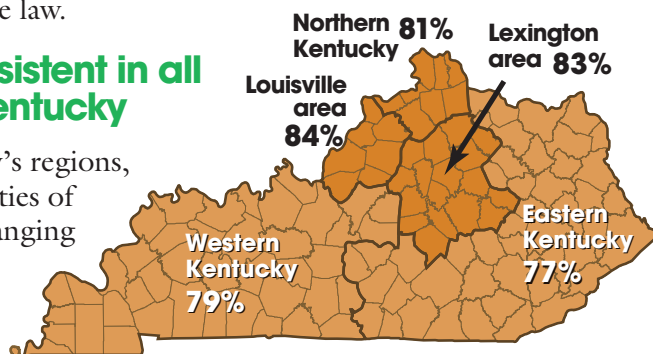 e law.
sistent in all
entucky
y's regions,
ties of
anging
Northern
Kentucky 81%
Lexington
area 83%
Louisville
area
84%
Western
Kentucky
79%
Eastern
Kentucky
77%